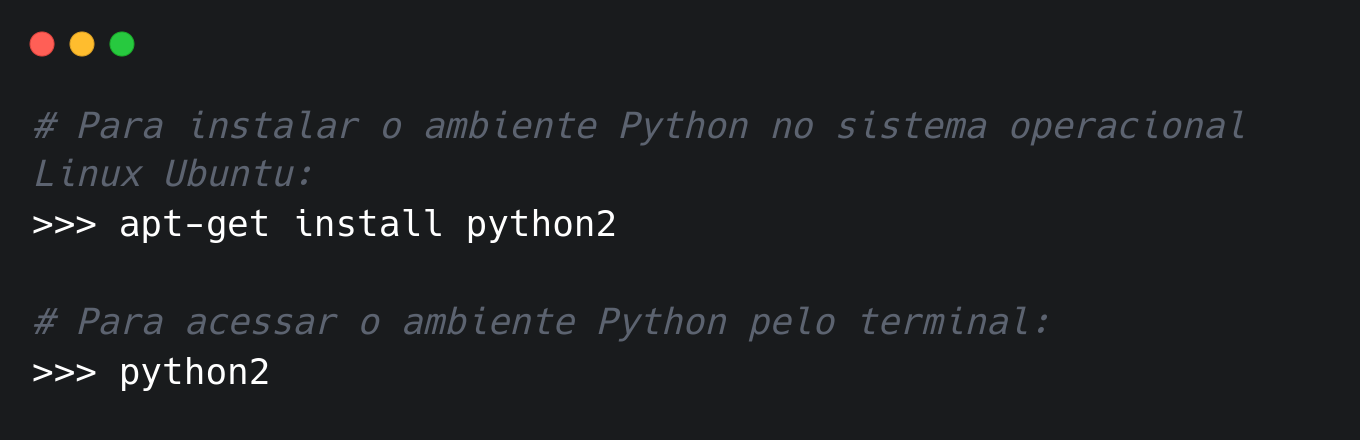 # Para instalar o ambiente Python no sistema operacional
Linux Ubuntu:
>>> apt-get install python2
# Para acessar o ambiente Python pelo terminal:
>>> python2